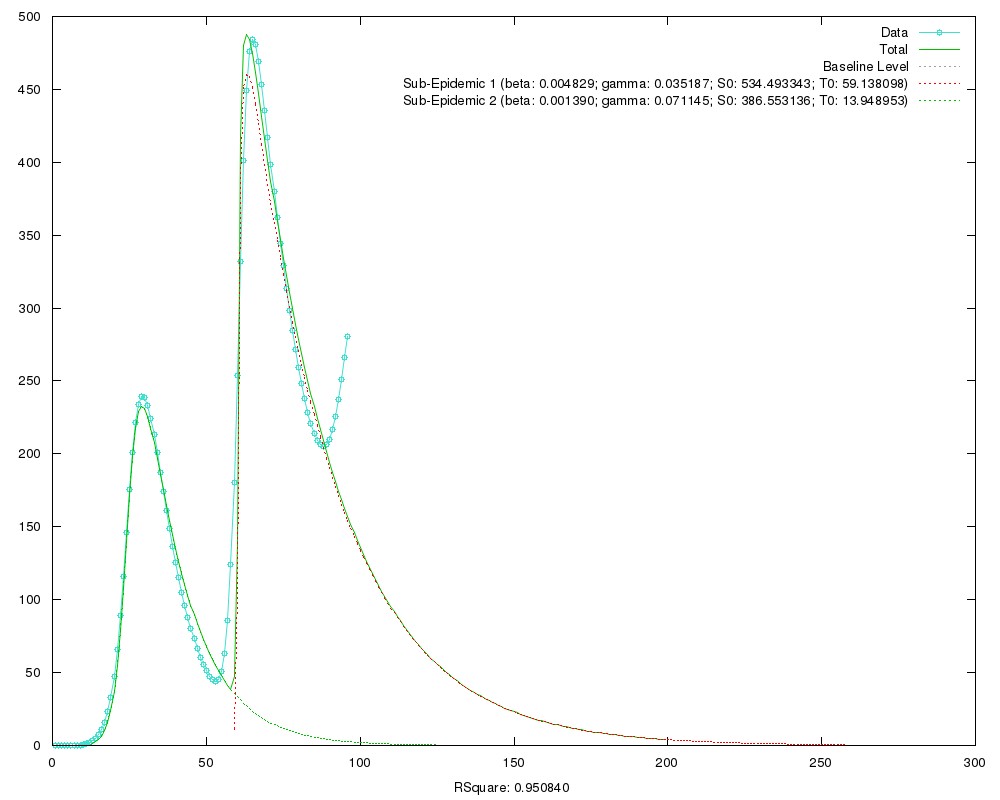 500
450
400
350
300
250
200
150
100
50
0
Data
Total
Baseline Level
Sub-Epidemic 1 (beta: 0.004829; gamma: 0.035187; S0: 534.493343; T0: 59.138098)
Sub-Epidemic 2 (beta: 0.001390; gamma: 0.071145; S0: 386.553136; T0: 13.948953)
0 50 100 150 200 250 300
RSquare: 0.950840